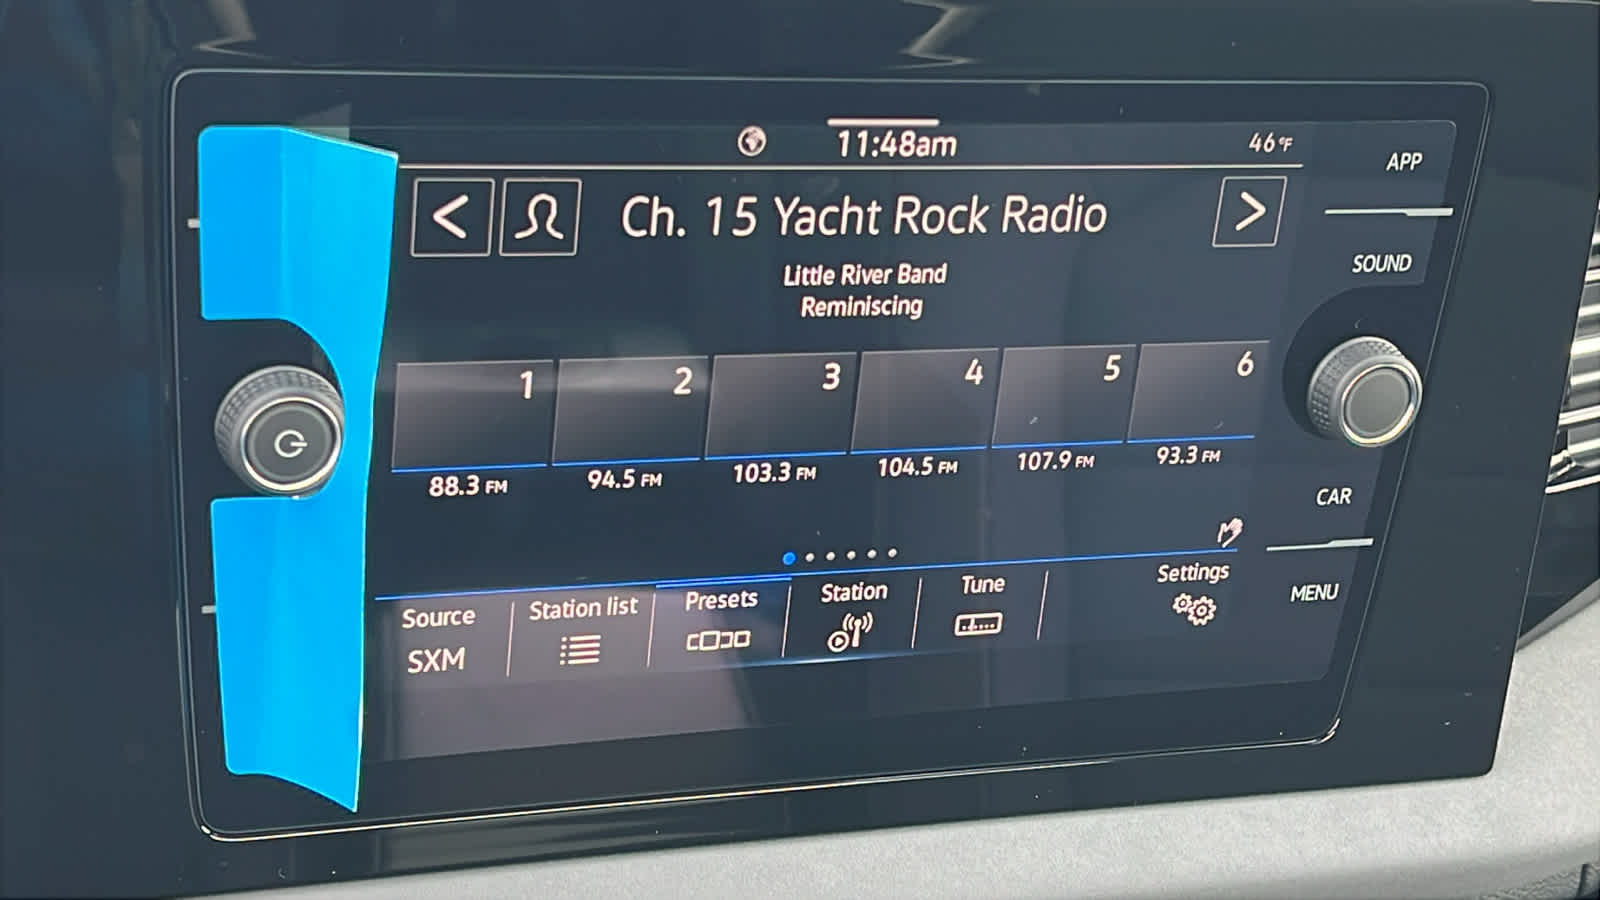 11:48am
46°F
APP
Ch. 15 Yacht Rock Radio
SOUND
Little River Band
Reminiscing
1
2
3
4
5
6
88.3 FM
94.5 FM
103.3 FM
104.5 FM
107.9 FM
93.3 FM
CAR
Source
Station list
Presets
Station
Tune
Settings
MENU
SXM